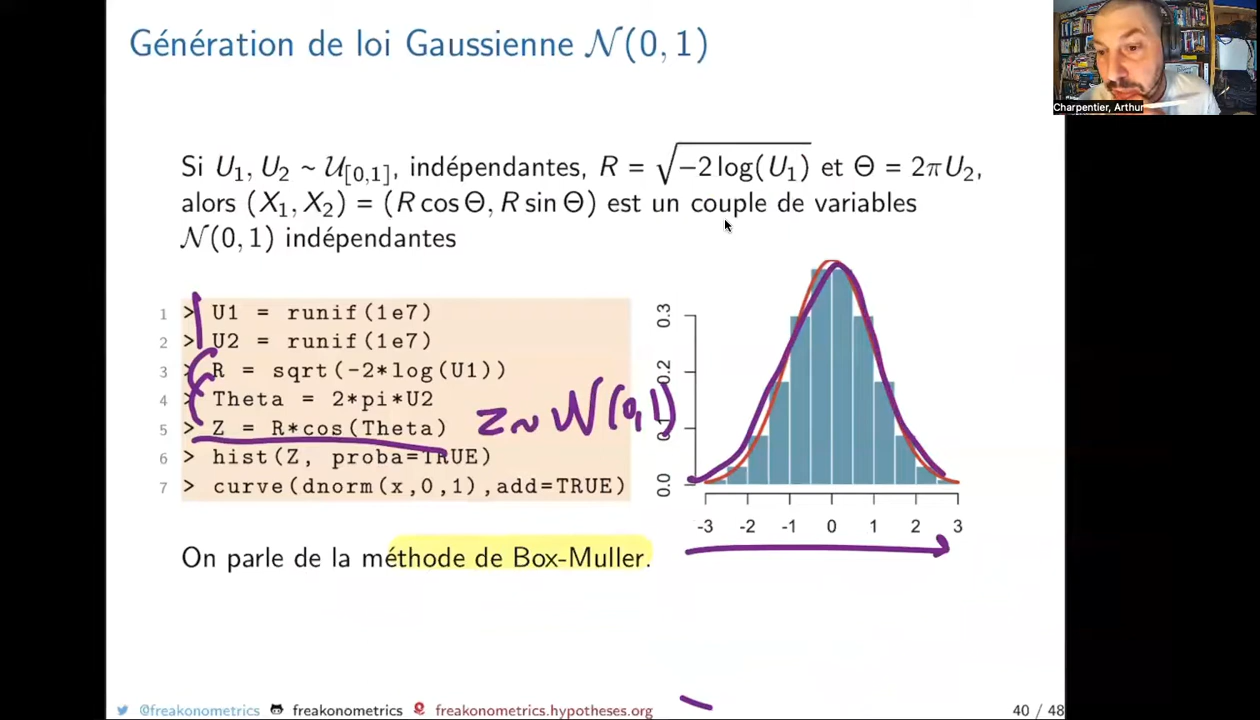 Génération de loi Gaussienne 𝒩(0, 1)
Charpentier, Arthur
Si U₁, U₂ ~ 𝒰[0,1], indépendantes, R = √(−2 log(U₁)) et Θ = 2πU₂,
alors (X₁, X₂) = (R cos Θ, R sin Θ) est un couple de variables
𝒩(0, 1) indépendantes
1 > U1 = runif(1e7)
2 > U2 = runif(1e7)
3 > R = sqrt(-2*log(U1))
4 > Theta = 2*pi*U2
5 > Z = R*cos(Theta)
6 > hist(Z, proba=TRUE)
7 > curve(dnorm(x,0,1),add=TRUE)
Z~𝒩(0,1)
0.3
0.2
0.1
0.0
-3 -2 -1 0 1 2 3
On parle de la méthode de Box-Muller.
@freakonometrics freakonometrics freakonometrics.hypotheses.org 40 / 48